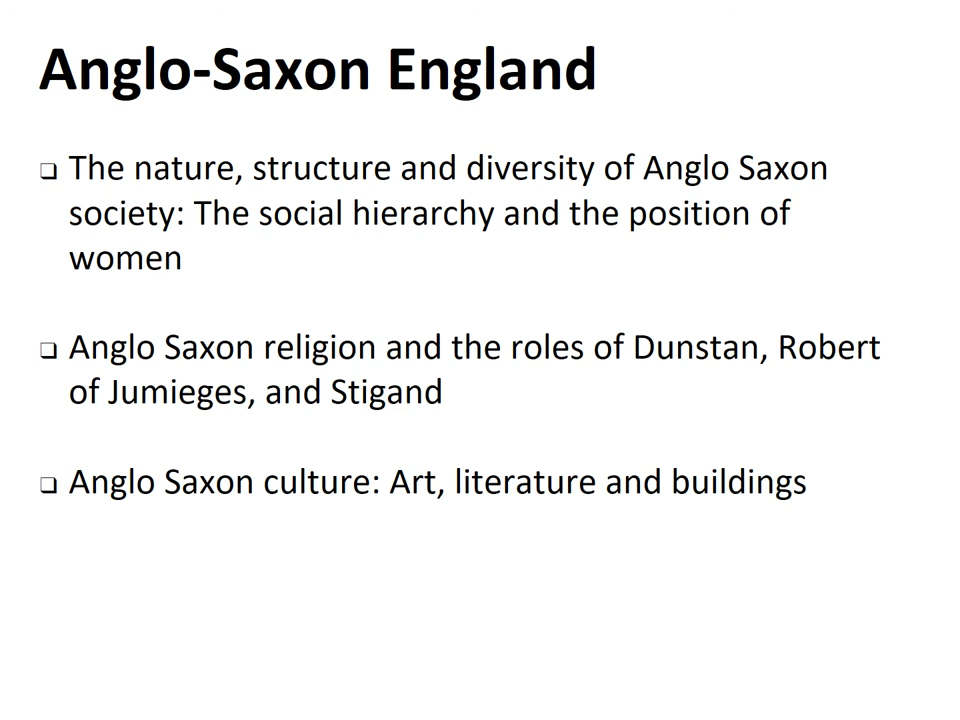 Anglo-Saxon England
❑ The nature, structure and diversity of Anglo Saxon
society: The social hierarchy and the position of
women
❑ Anglo Saxon religion and the roles of Dunstan, Robert
of Jumieges, and Stigand
❑ Anglo Saxon culture: Art, literature and buildings